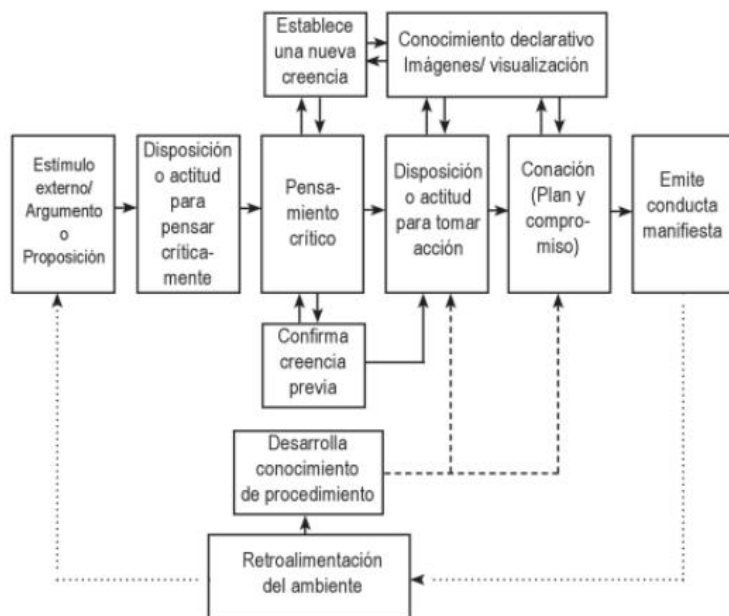 Establece
una nueva
creencia
Conocimiento declarativo
Imágenes/ visualización
Estímulo
externo/
Argumento
o
Proposición
Disposición
o actitud
para
pensar
crítica-
mente
Pensa-
miento
crítico
Disposición
o actitud
para tomar
acción
Conación
(Plan y
compro-
miso)
Emite
conducta
manifiesta
Confirma
creencia
previa
Desarrolla
conocimiento
de procedimiento
Retroalimentación
del ambiente